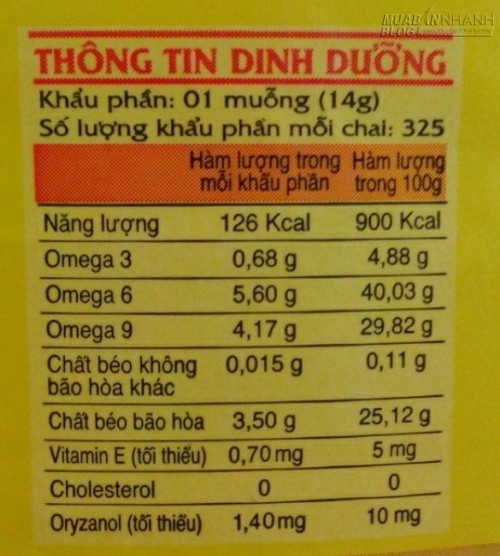 MUABANNHANH
BLOG!
THÔNG TIN DINH DƯỠNG
Khẩu phần: 01 muỗng (14g)
Số lượng khẩu phần mỗi chai: 325
Hàm lượng trong mỗi khẩu phần Hàm lượng trong 100g
Năng lượng 126 Kcal 900 Kcal
Omega 3 0,68 g 4,88 g
Omega 6 5,60 g 40,03 g
Omega 9 4,17 g 29,82 g
Chất béo không bão hòa khác 0,015 g 0,11 g
Chất béo bão hòa 3,50 g 25,12 g
Vitamin E (tối thiểu) 0,70 mg 5 mg
Cholesterol 0 0
Oryzanol (tối thiểu) 1,40mg 10 mg